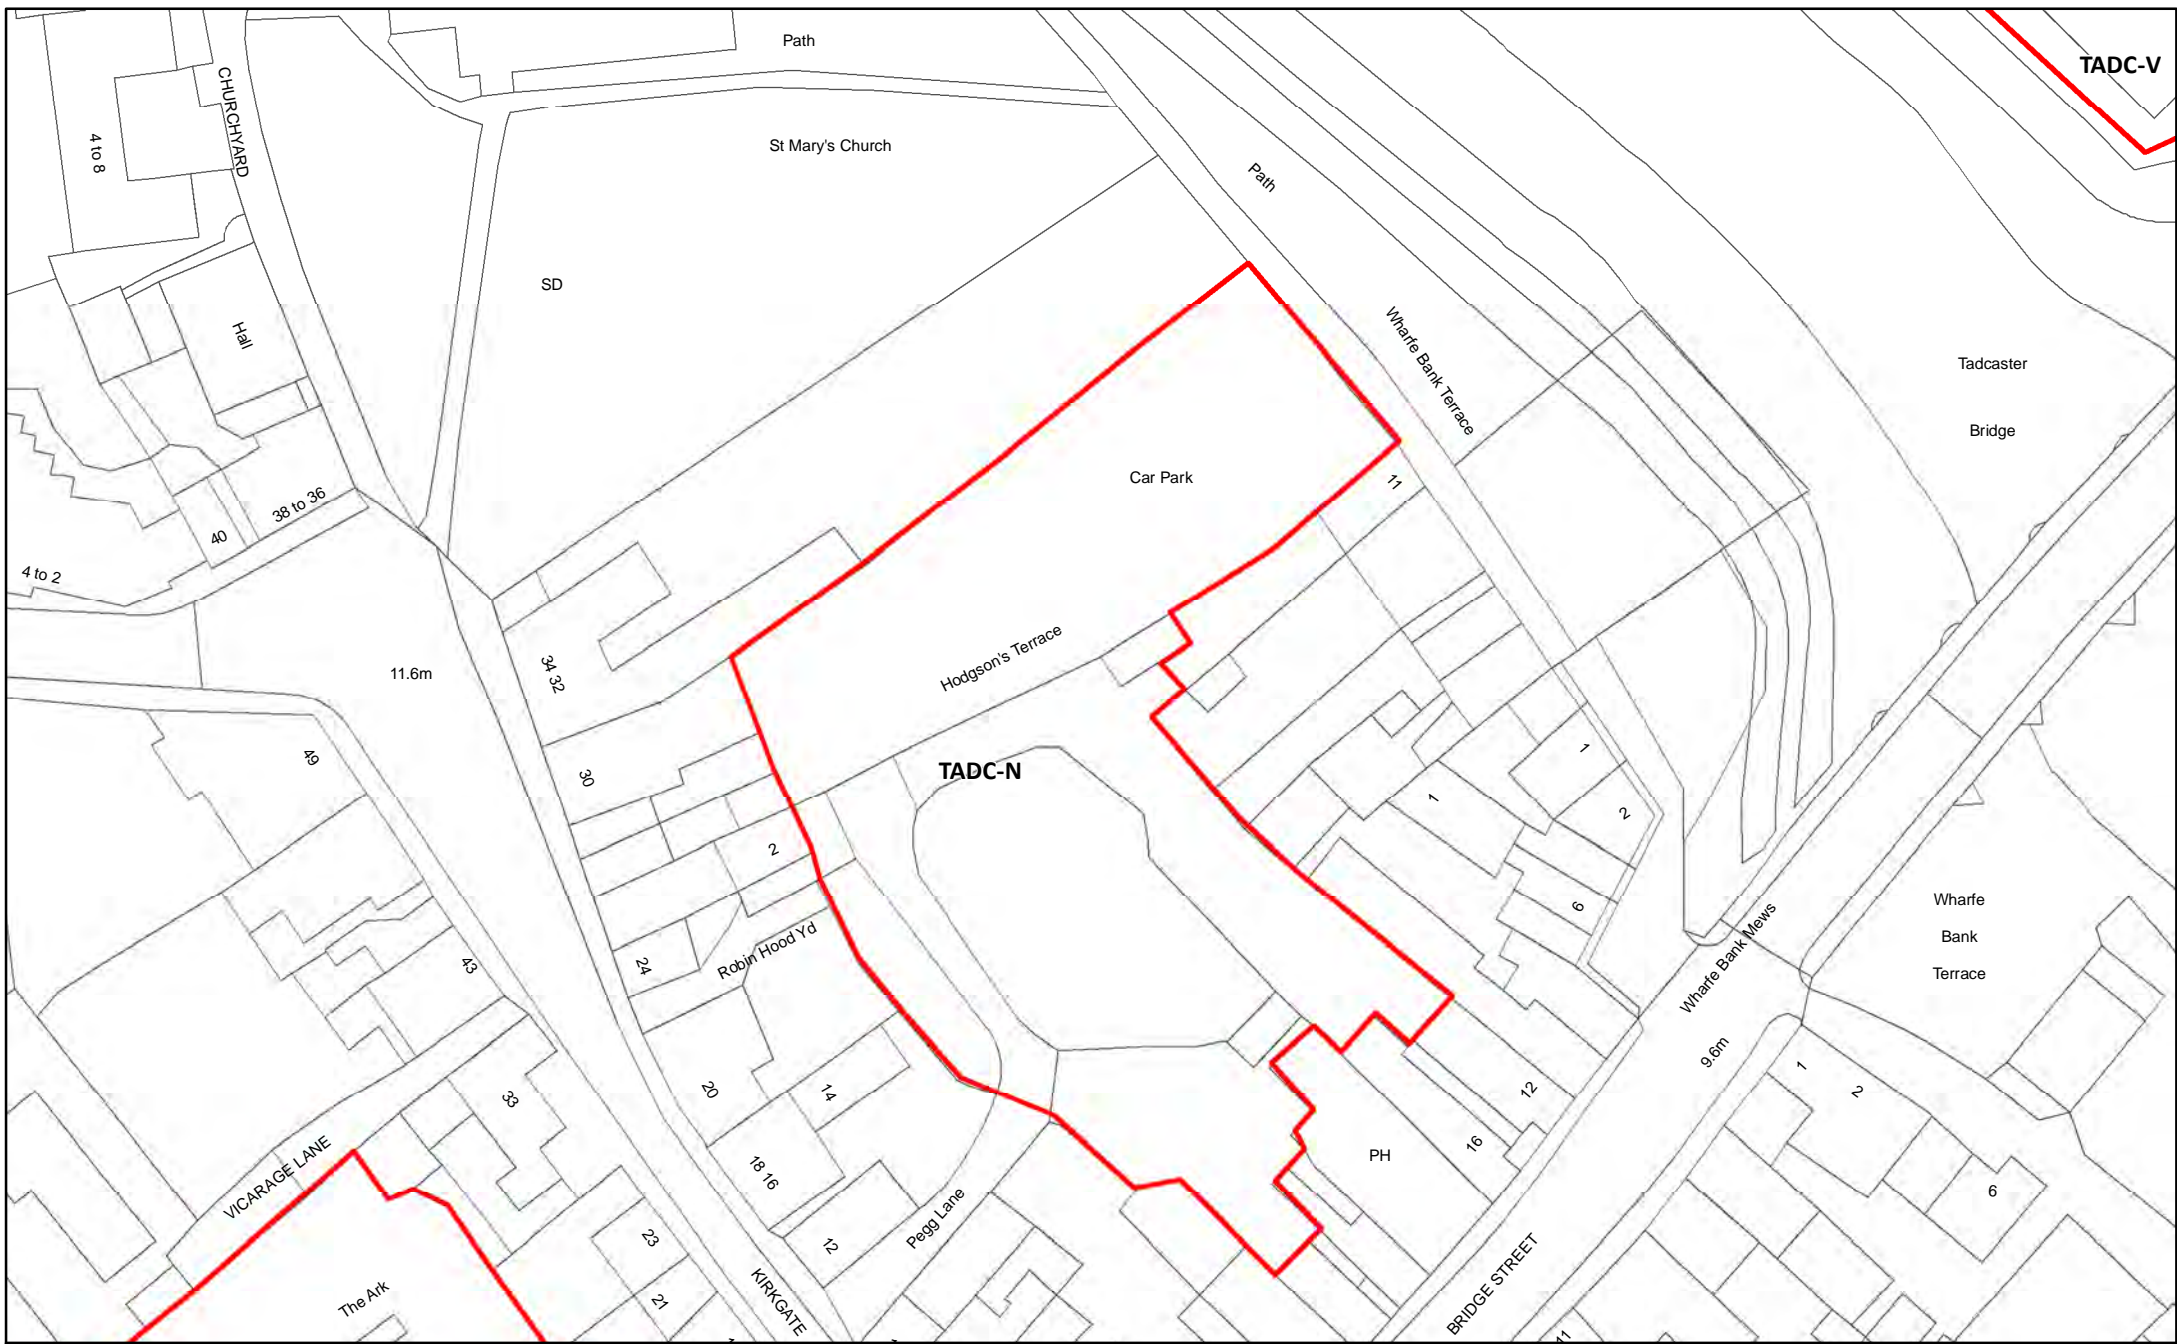 Path
TADC-V
CHURCHYARD
4 to 8
St Mary's Church
Path
SD
Hall
Wharfe Bank Terrace
Tadcaster
Bridge
Car Park
11
38 to 36
40
4 to 2
Hodgson's Terrace
34 32
11.6m
49
30
TADC-N
1
1
2
2
6
Wharfe
Bank
Terrace
Robin Hood Yd
24
43
Wharfe Bank Mews
9.6m
20
14
33
12
1
2
16
PH
18 16
VICARAGE LANE
6
Pegg Lane
12
23
The Ark
KIRKGATE
21
BRIDGE STREET
11